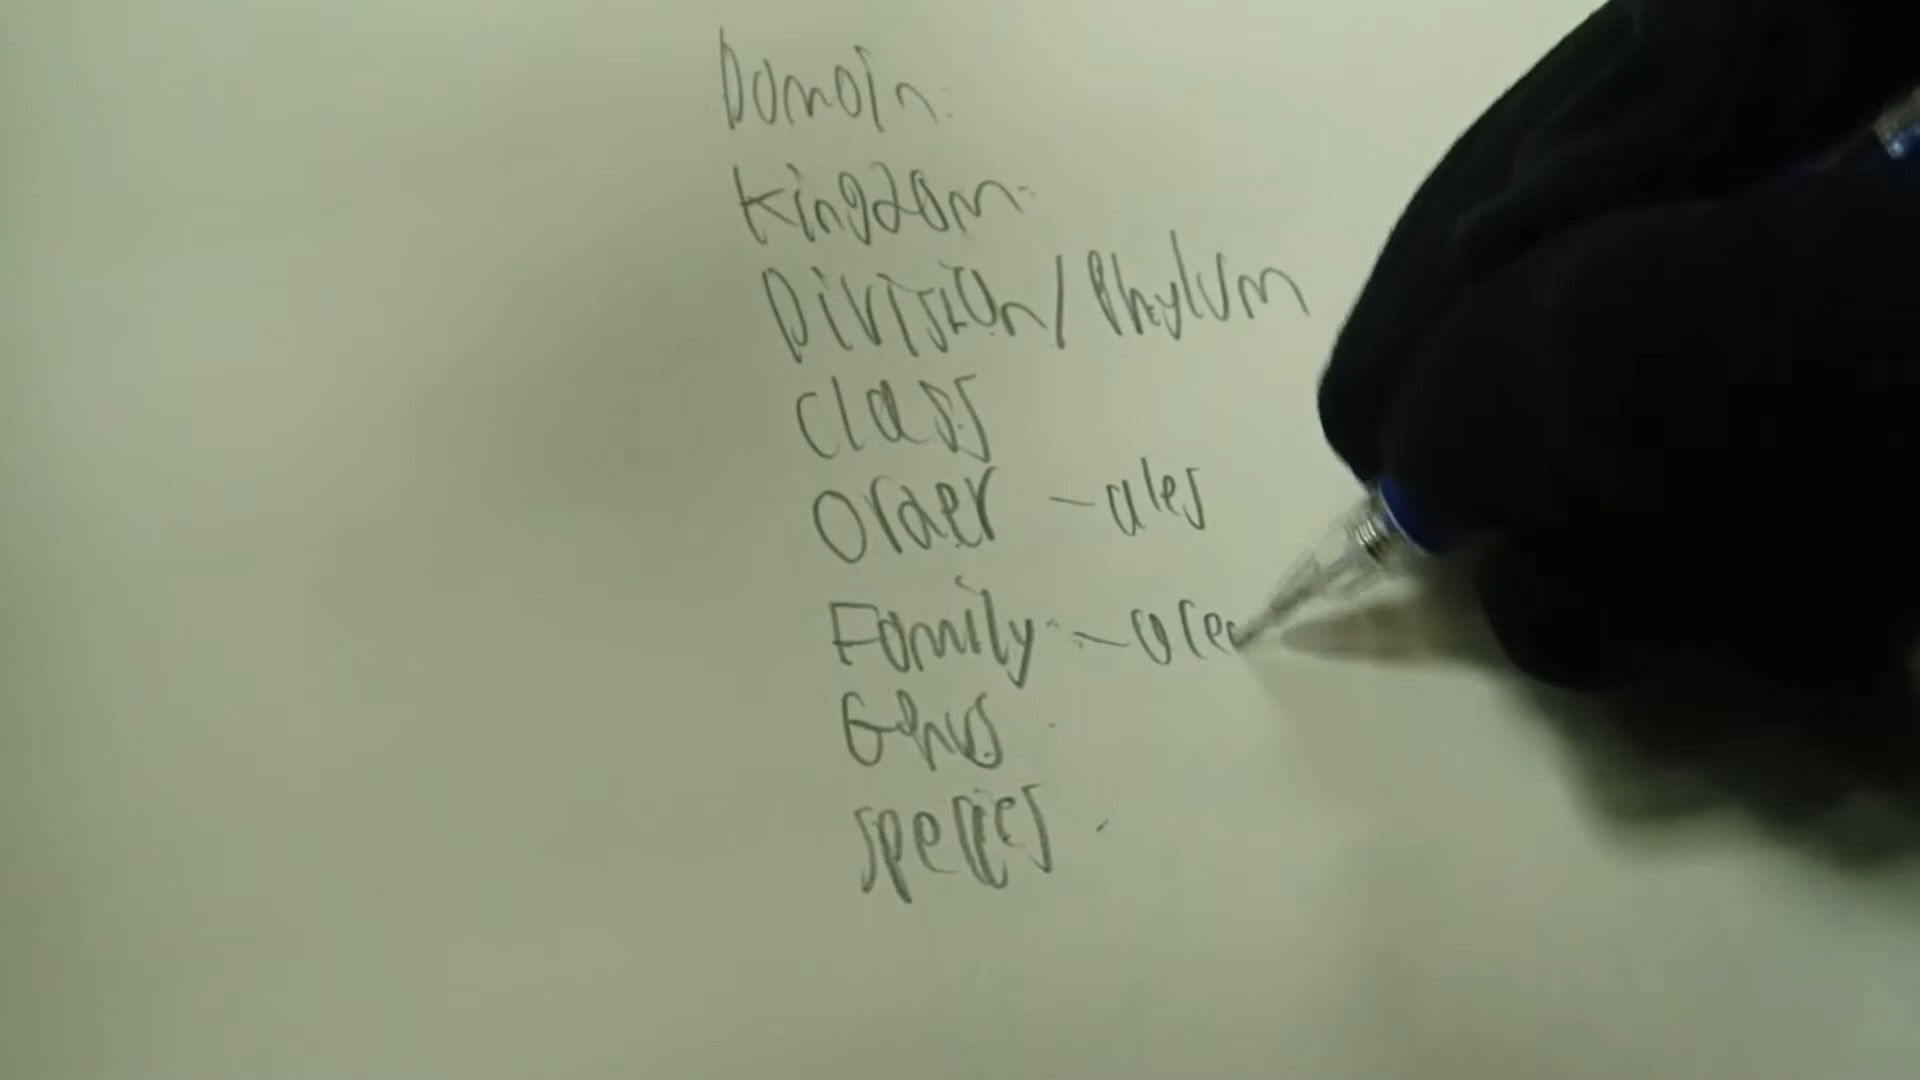 Domain
Kingdom
Division/Phylum
Class
Order - ales
Family - acea
Genus
Species